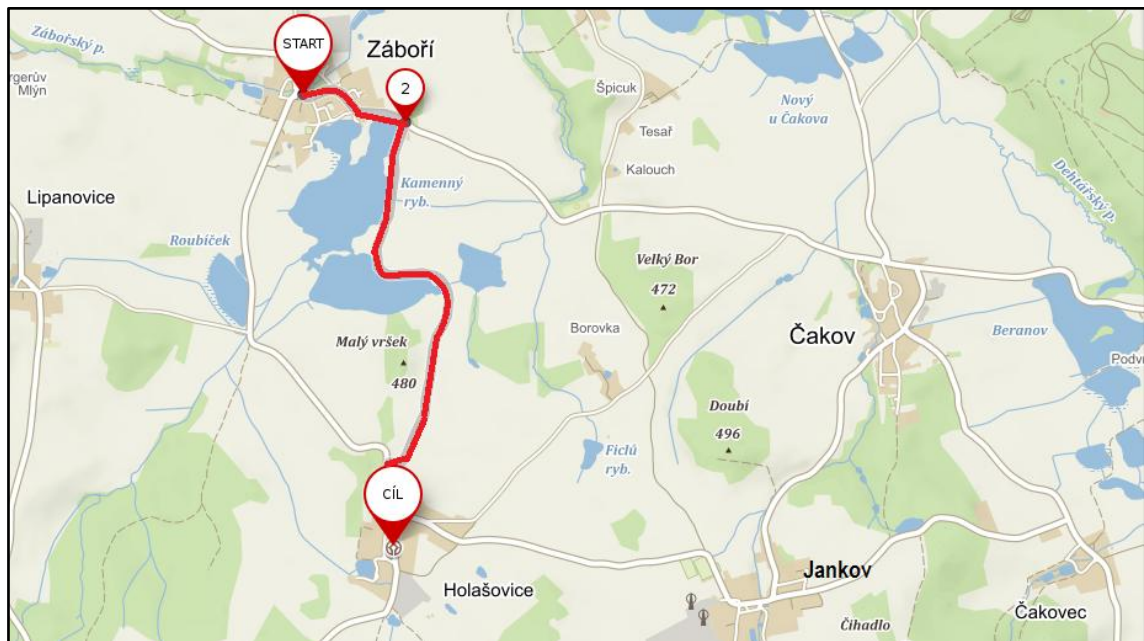 Zábořský p.
START
Záboří
rgerův
Mlýn
2
Špicuk
Nový
u Čakova
Tesař
Kalouch
Dehtářský p.
Kamenný
ryb.
Lipanovice
Roubíček
Velký Bor
472
Malý vršek
480
Borovka
Čakov
Beranov
Podvr
Doubí
496
Ficlů
ryb.
CÍL
Holašovice
Jankov
Čihadlo
Čakovec